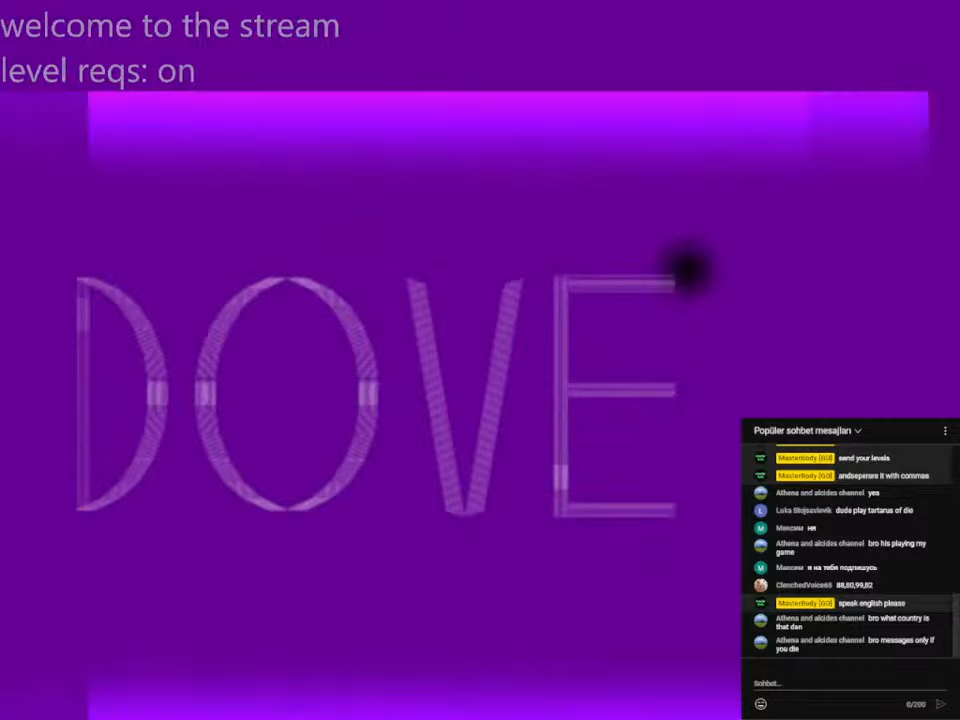 welcome to the stream
level reqs: on
DOVE
Popüler sohbet mesajları
MasterBody [GD] send your levels
MasterBody [GD] andseperare it with commas
Athena and alcides channel yes
Luka Stojsavlevik dude play tartarus of die
Максим ня
Athena and alcides channel bro his playing my
game
Максим я на тебя подпишусь
ClenchedVoice65 88,80,99,82
MasterBody [GD] speak english please
Athena and alcides channel bro what country is
that dan
Athena and alcides channel bro messages only if
you die
Sohbet...
0/200